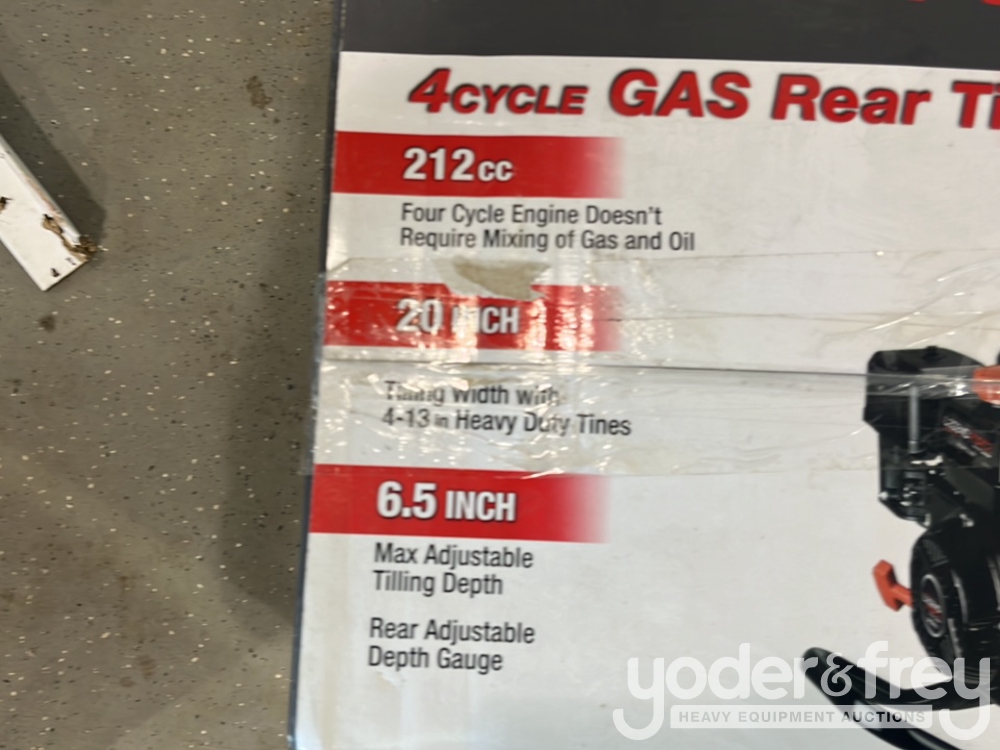 4CYCLE GAS Rear Ti
212cc
Four Cycle Engine Doesn't
Require Mixing of Gas and Oil
20 INCH
Tilling Width with
4-13 in Heavy Duty Tines
6.5 INCH
Max Adjustable
Tilling Depth
Rear Adjustable
Depth Gauge
yoder&frey
HEAVY EQUIPMENT AUCTIONS